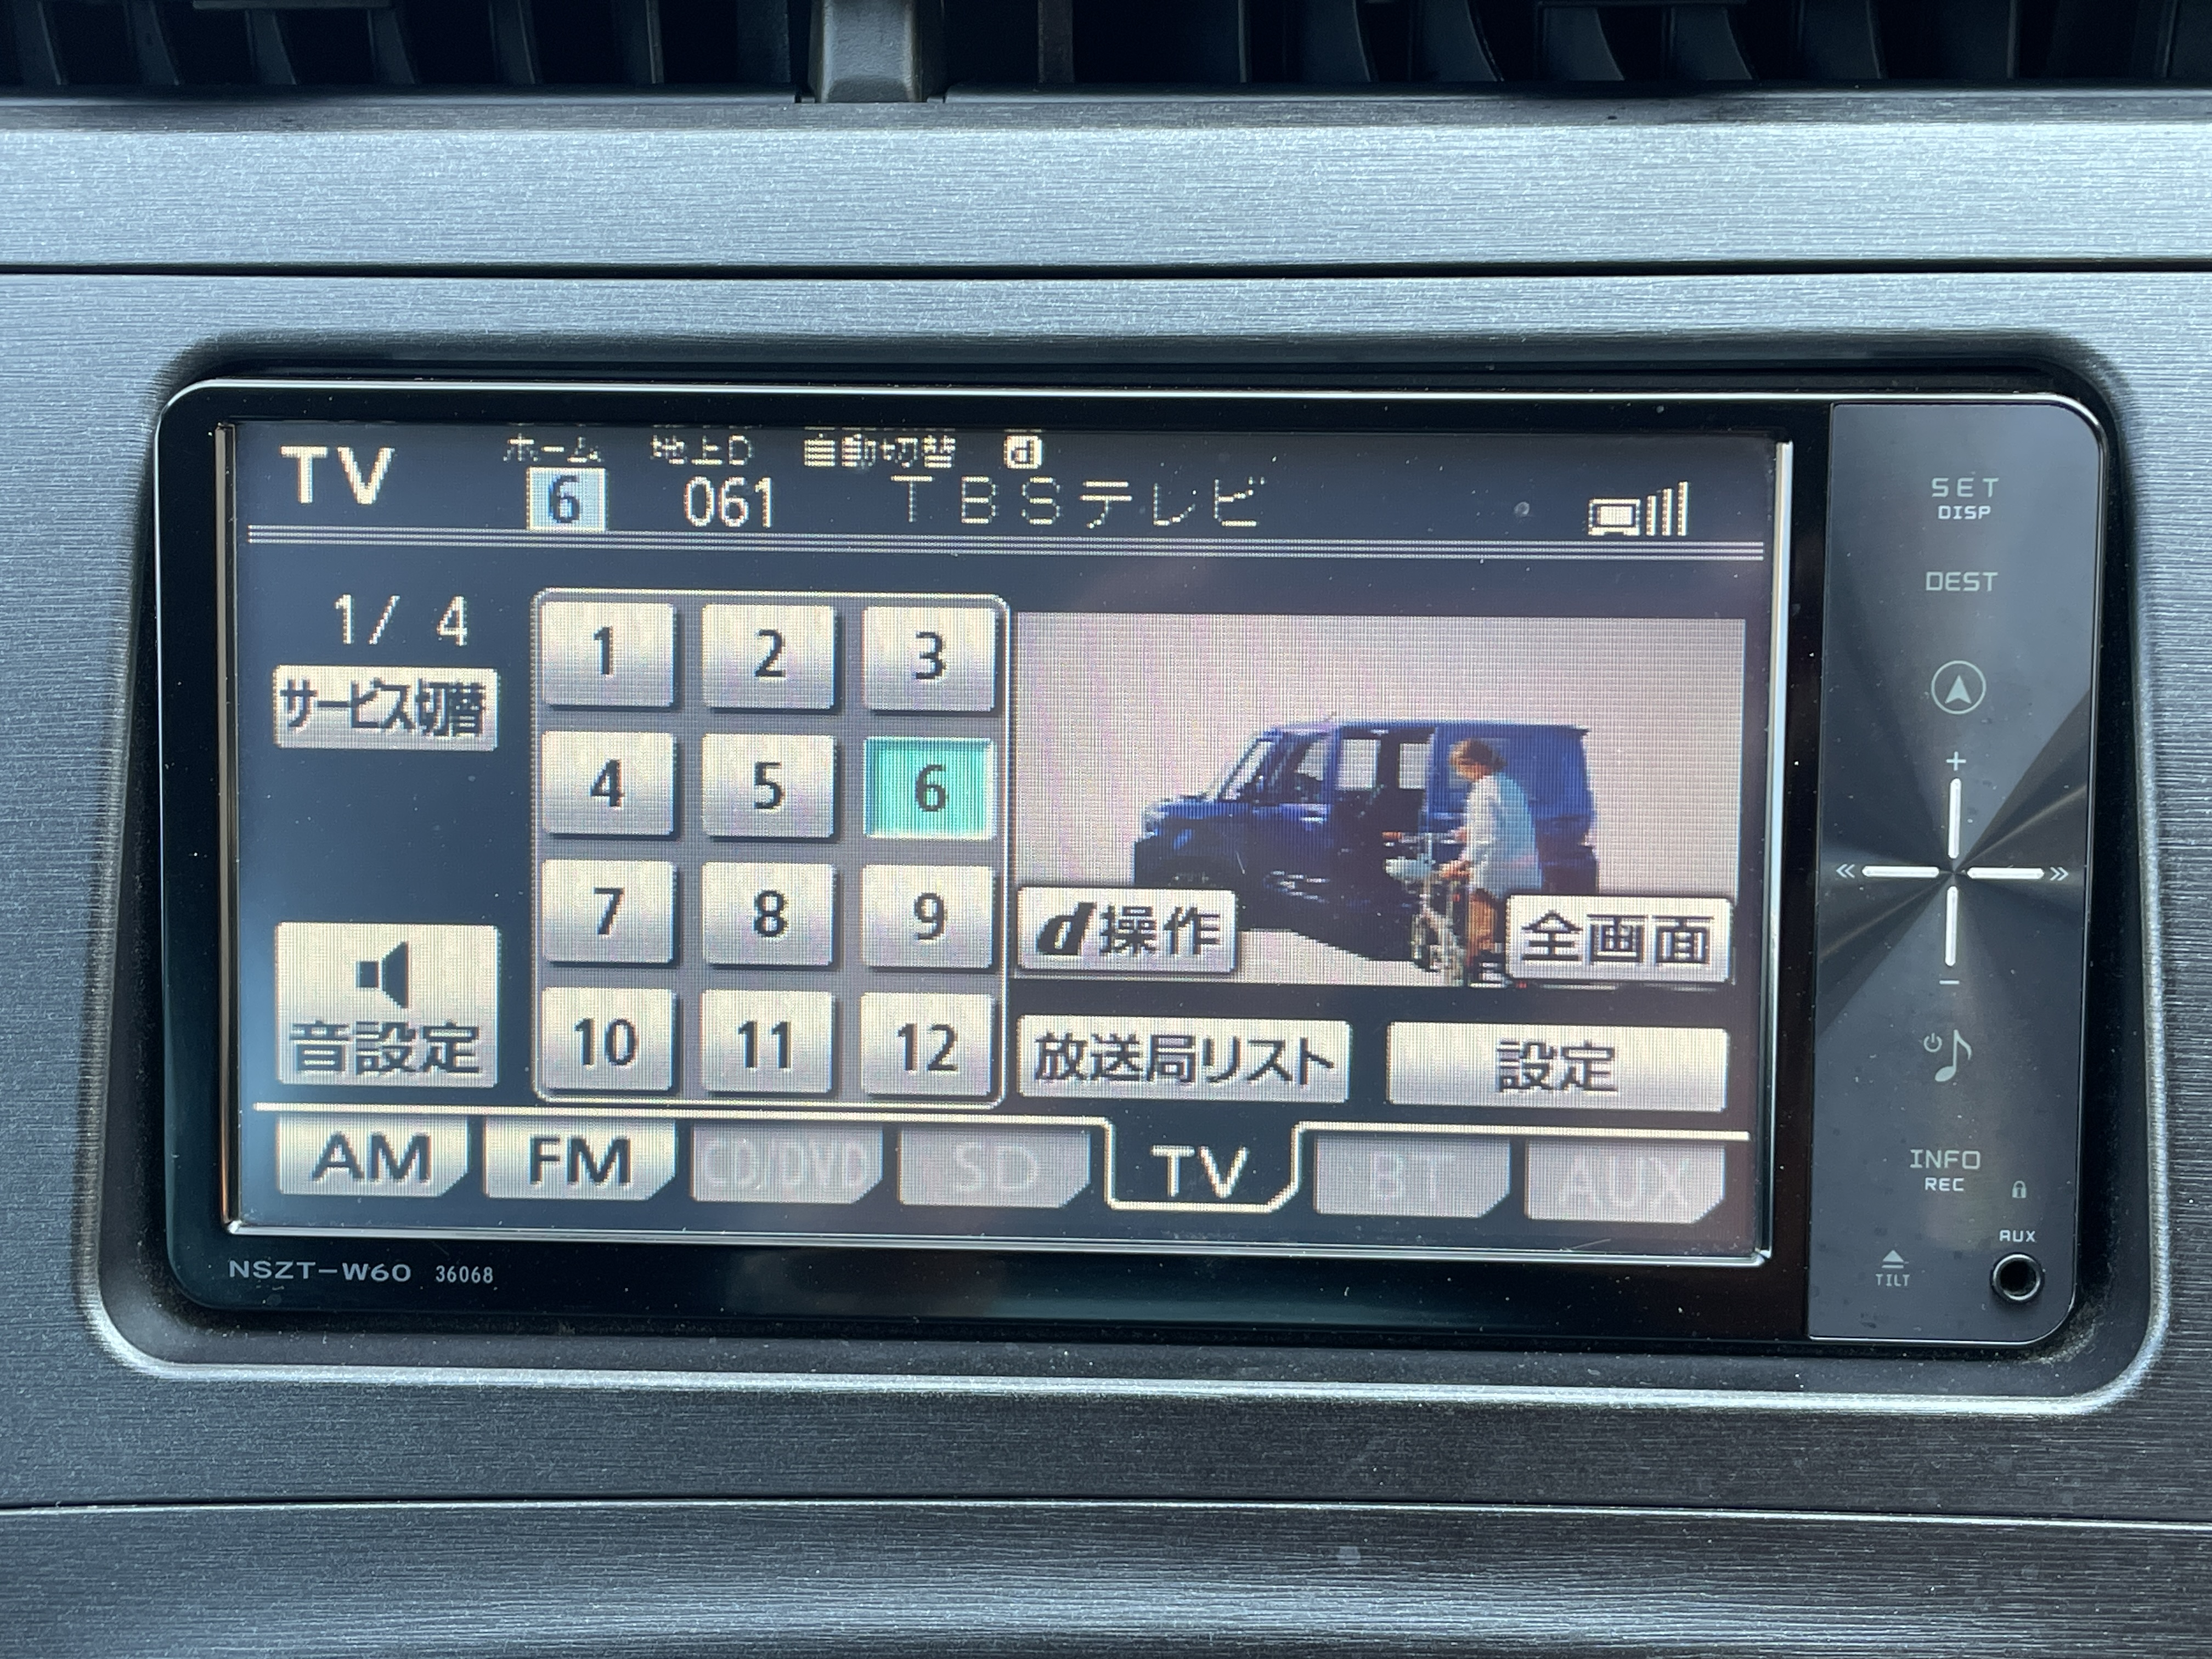 TV
ホーム 地上D 自動切替 d
6 061 TBSテレビ
1/ 4
サービス切替
音設定
1 2 3
4 5 6
7 8 9
10 11 12
d操作
全画面
放送局リスト
設定
AM FM CD/DVD SD TV BT AUX
NSZT-W60 36068
SET
DISP
DEST
+
« »
−
INFO
REC
AUX
TILT